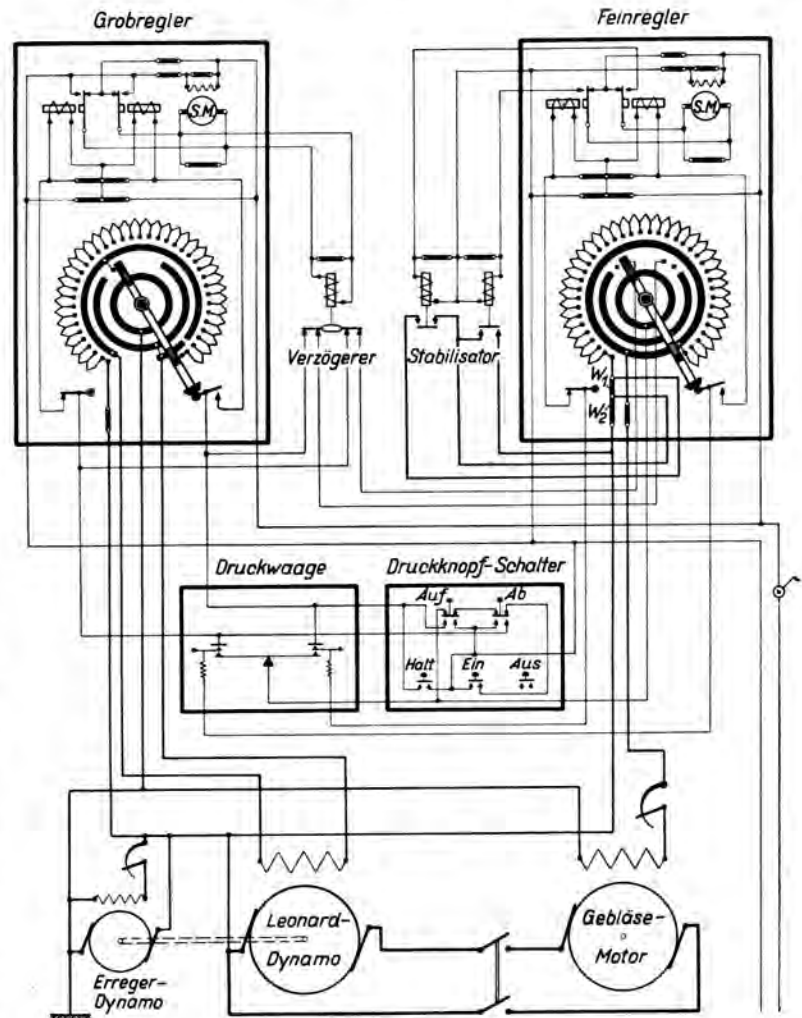 Grobregler
Feinregler
S.M.
S.M.
Verzögerer
Stabilisator
W1
W2
Druckwaage
Druckknopf-Schalter
Auf
Ab
Halt
Ein
Aus
Leonard-
Dynamo
Gebläse-
Motor
Erreger-
Dynamo